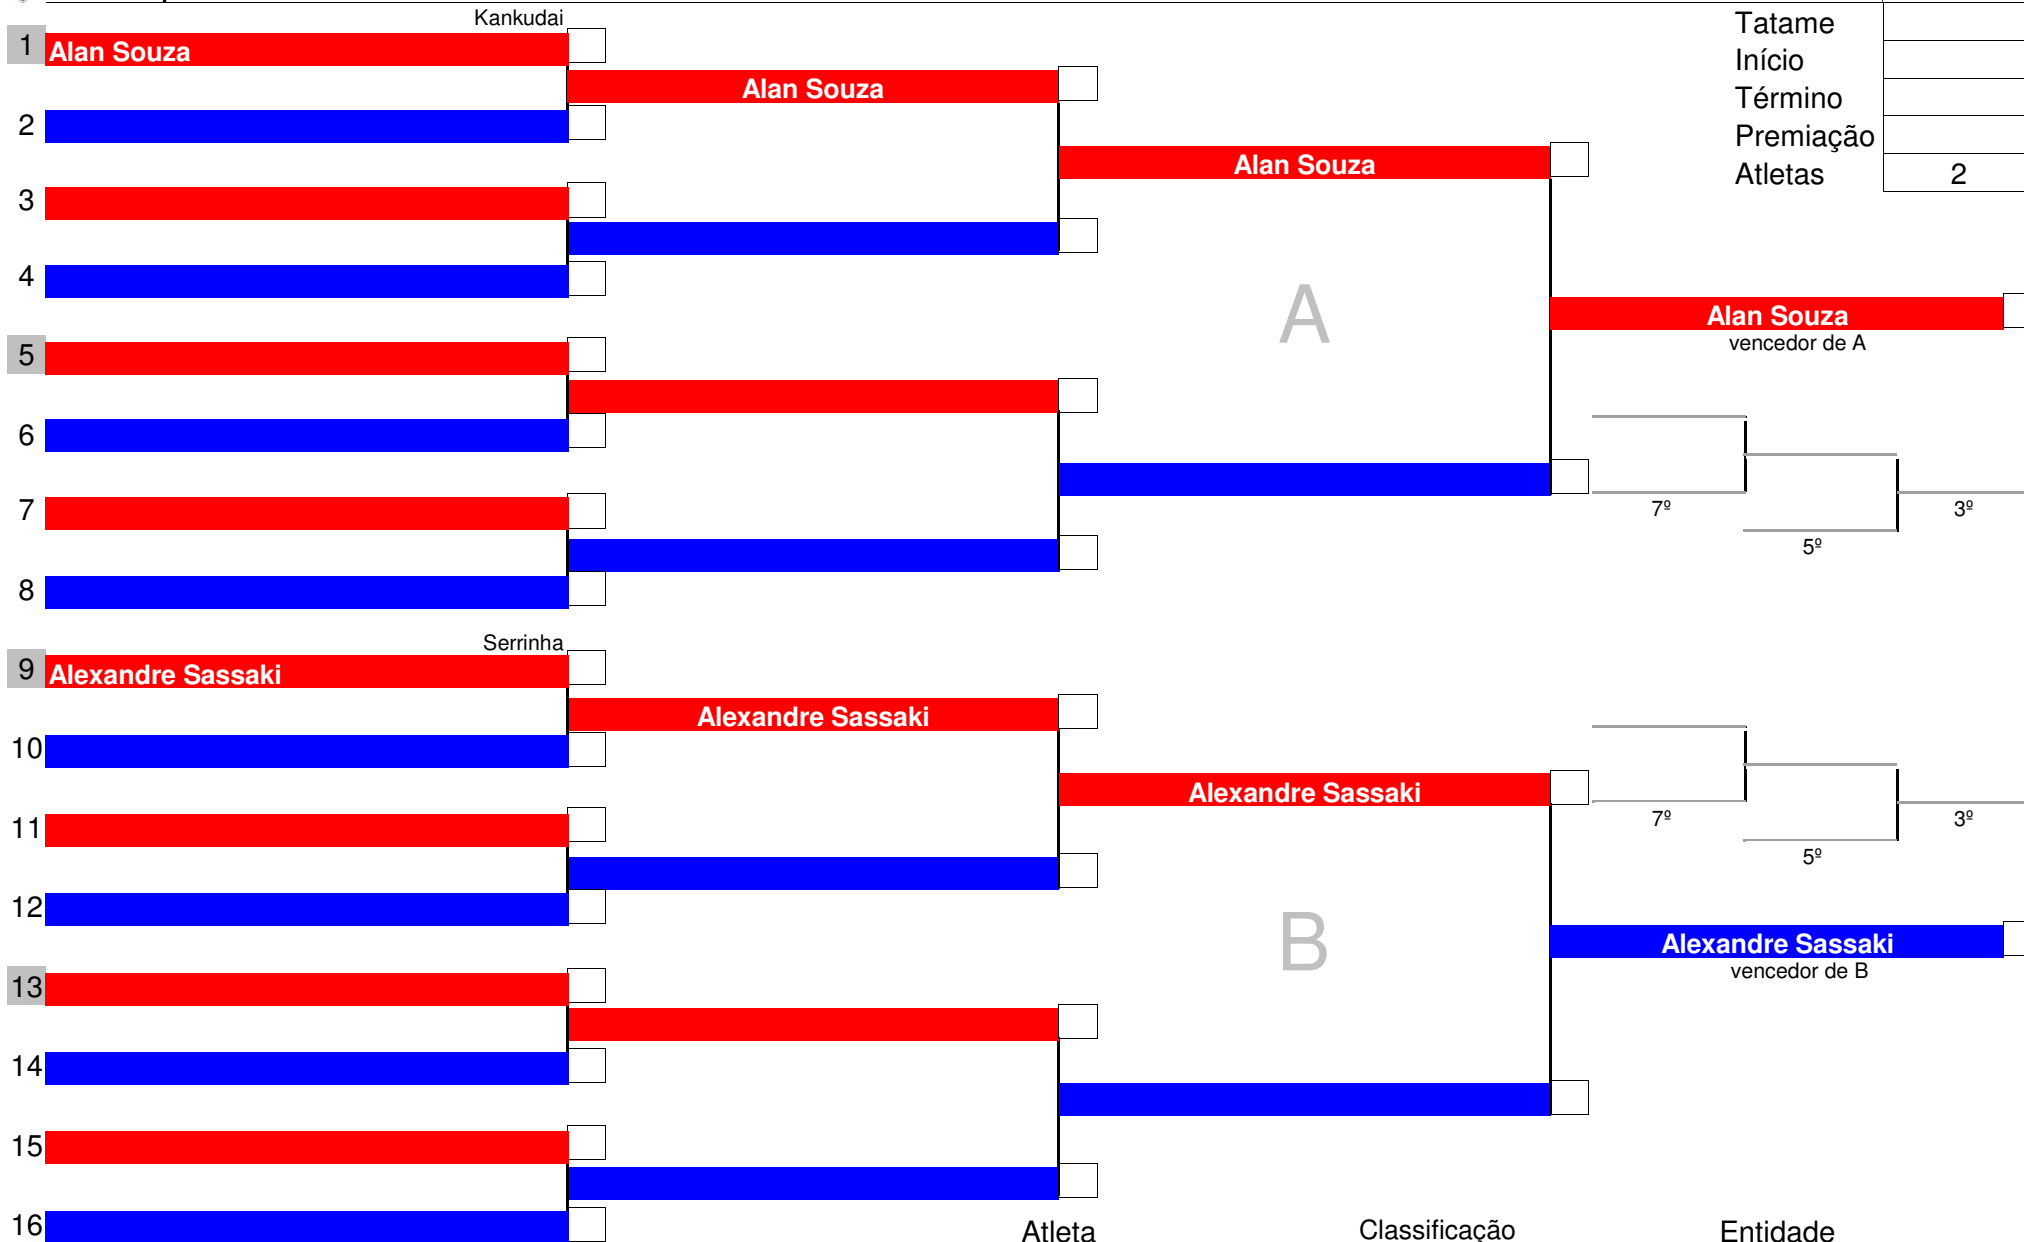 Kankudai
Tatame
1 Alan Souza
Início
Alan Souza
Término
2
Premiação
Alan Souza
Atletas 2
3
4
A
Alan Souza
vencedor de A
5
6
7
7º
3º
5º
8
Serrinha
9 Alexandre Sassaki
Alexandre Sassaki
10
Alexandre Sassaki
11
7º
3º
5º
12
B
Alexandre Sassaki
vencedor de B
13
14
15
16
Atleta Classificação Entidade